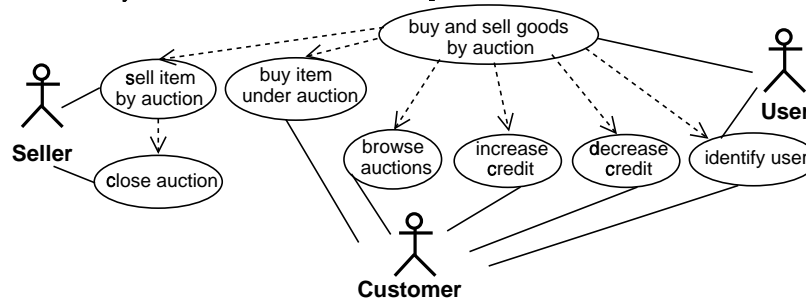 buy and sell goods
by auction
sell item
by auction
buy item
under auction
User
Seller
browse
auctions
increase
credit
decrease
credit
identify user
close auction
Customer